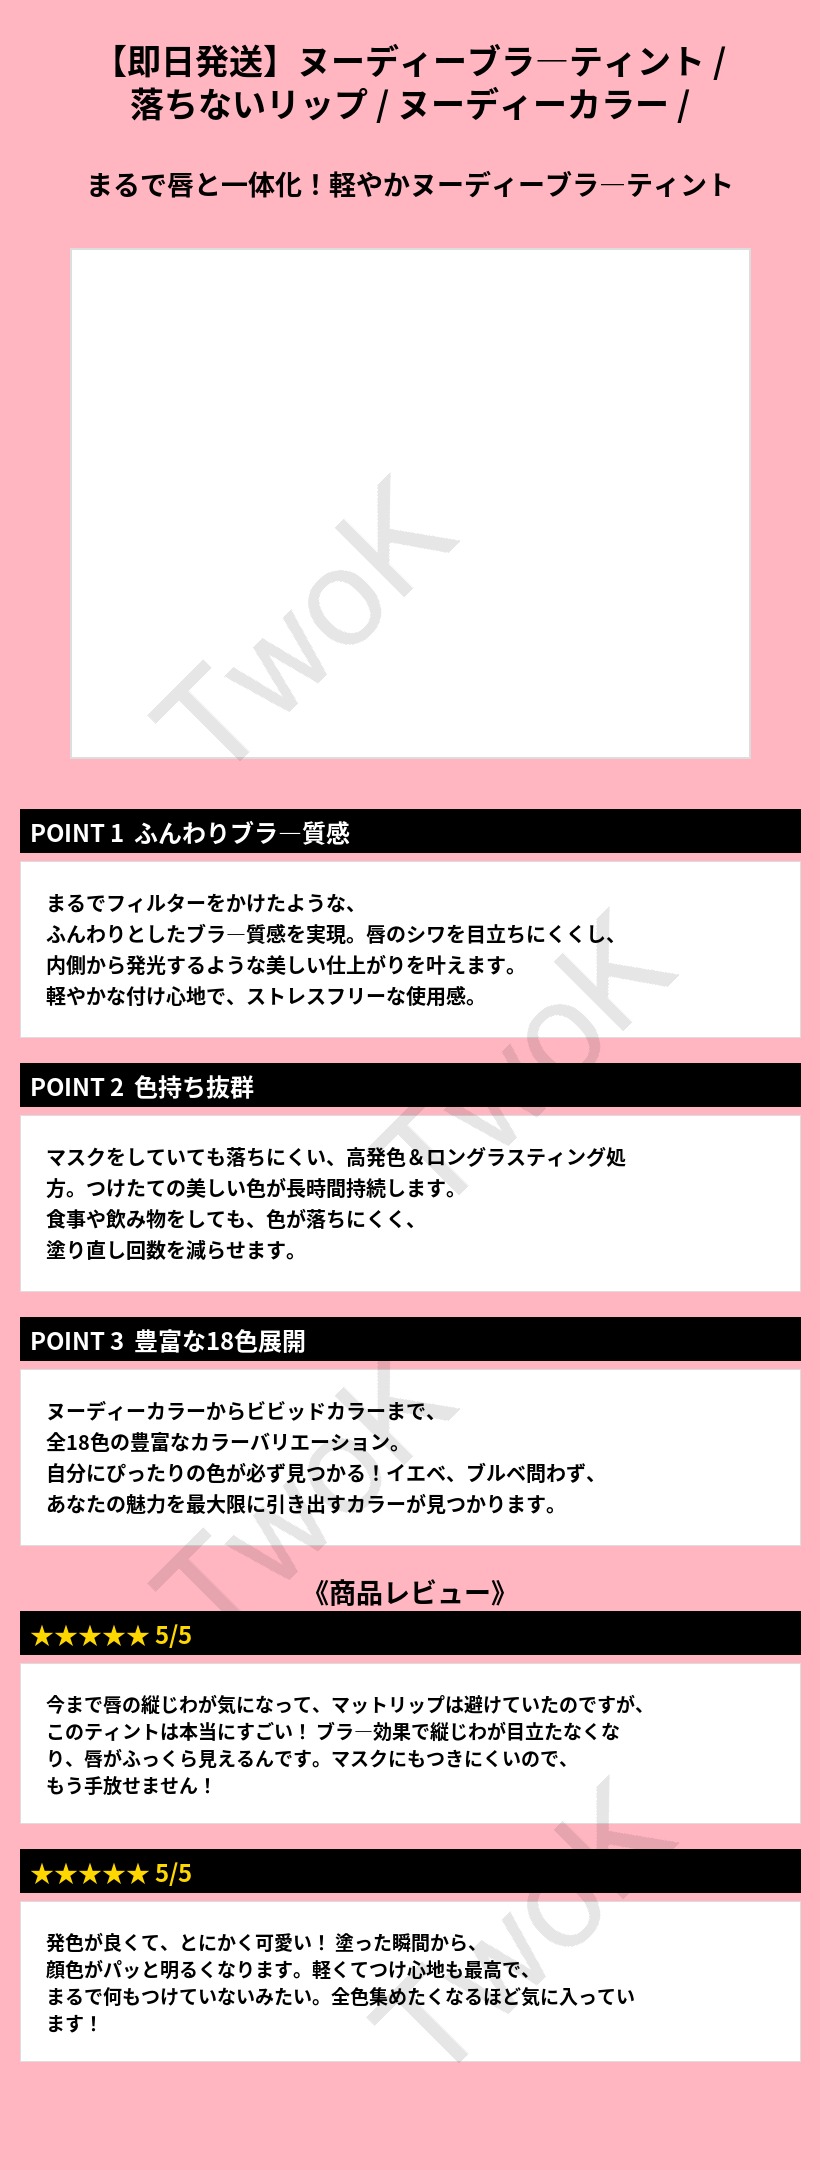 【即日発送】ヌーディーブラ―ティント /
落ちないリップ / ヌーディーカラー /
まるで唇と一体化！軽やかヌーディーブラ―ティント
TwoK
POINT 1 ふんわりブラ―質感
まるでフィルターをかけたような、
ふんわりとしたブラ―質感を実現。唇のシワを目立ちにくくし、
内側から発光するような美しい仕上がりを叶えます。
軽やかな付け心地で、ストレスフリーな使用感。
TwoK
POINT 2 色持ち抜群
マスクをしていても落ちにくい、高発色＆ロングラスティング処
方。つけたての美しい色が長時間持続します。
食事や飲み物をしても、色が落ちにくく、
塗り直し回数を減らせます。
POINT 3 豊富な18色展開
ヌーディーカラーからビビッドカラーまで、
全18色の豊富なカラーバリエーション。
自分にぴったりの色が必ず見つかる！イエベ、ブルベ問わず、
あなたの魅力を最大限に引き出すカラーが見つかります。
TwoK
《商品レビュー》
★★★★★ 5/5
今まで唇の縦じわが気になって、マットリップは避けていたのですが、
このティントは本当にすごい！ ブラ―効果で縦じわが目立たなくな
り、唇がふっくら見えるんです。マスクにもつきにくいので、
もう手放せません！
★★★★★ 5/5
発色が良くて、とにかく可愛い！ 塗った瞬間から、
顔色がパッと明るくなります。軽くてつけ心地も最高で、
まるで何もつけていないみたい。全色集めたくなるほど気に入ってい
ます！
TwoK